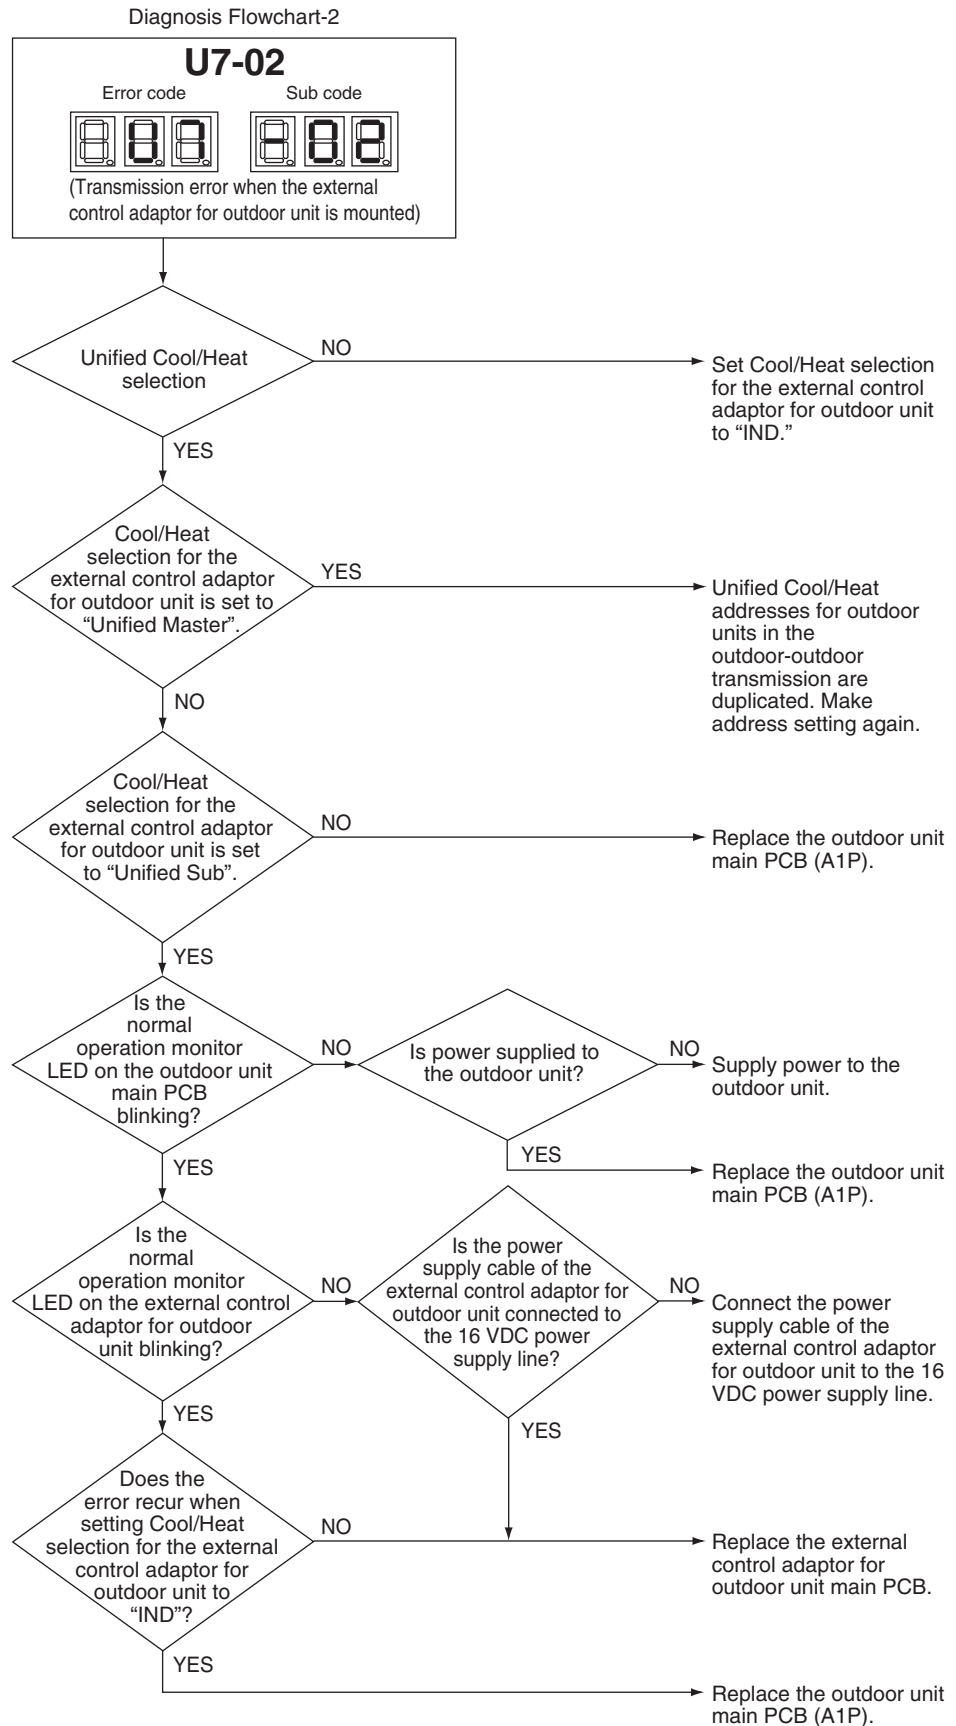 Diagnosis Flowchart-2
U7-02
Error code
Sub code
U7
-02
(Transmission error when the external
control adaptor for outdoor unit is mounted)
Unified Cool/Heat
selection
NO
Set Cool/Heat selection
for the external control
adaptor for outdoor unit
to “IND.”
YES
Cool/Heat
selection for the
external control adaptor
for outdoor unit is set to
“Unified Master”.
YES
Unified Cool/Heat
addresses for outdoor
units in the
outdoor-outdoor
transmission are
duplicated. Make
address setting again.
NO
Cool/Heat
selection for the
external control adaptor
for outdoor unit is set
to “Unified Sub”.
NO
Replace the outdoor unit
main PCB (A1P).
YES
Is the
normal
operation monitor
LED on the outdoor unit
main PCB
blinking?
NO
Is power supplied to
the outdoor unit?
NO
Supply power to the
outdoor unit.
YES
Replace the outdoor unit
main PCB (A1P).
YES
Is the
normal
operation monitor
LED on the external control
adaptor for outdoor
unit blinking?
NO
Is the power
supply cable of the
external control adaptor for
outdoor unit connected to
the 16 VDC power
supply line?
NO
Connect the power
supply cable of the
external control adaptor
for outdoor unit to the 16
VDC power supply line.
YES
YES
Does the
error recur when
setting Cool/Heat
selection for the external
control adaptor for
outdoor unit to
“IND”?
NO
Replace the external
control adaptor for
outdoor unit main PCB.
YES
Replace the outdoor unit
main PCB (A1P).